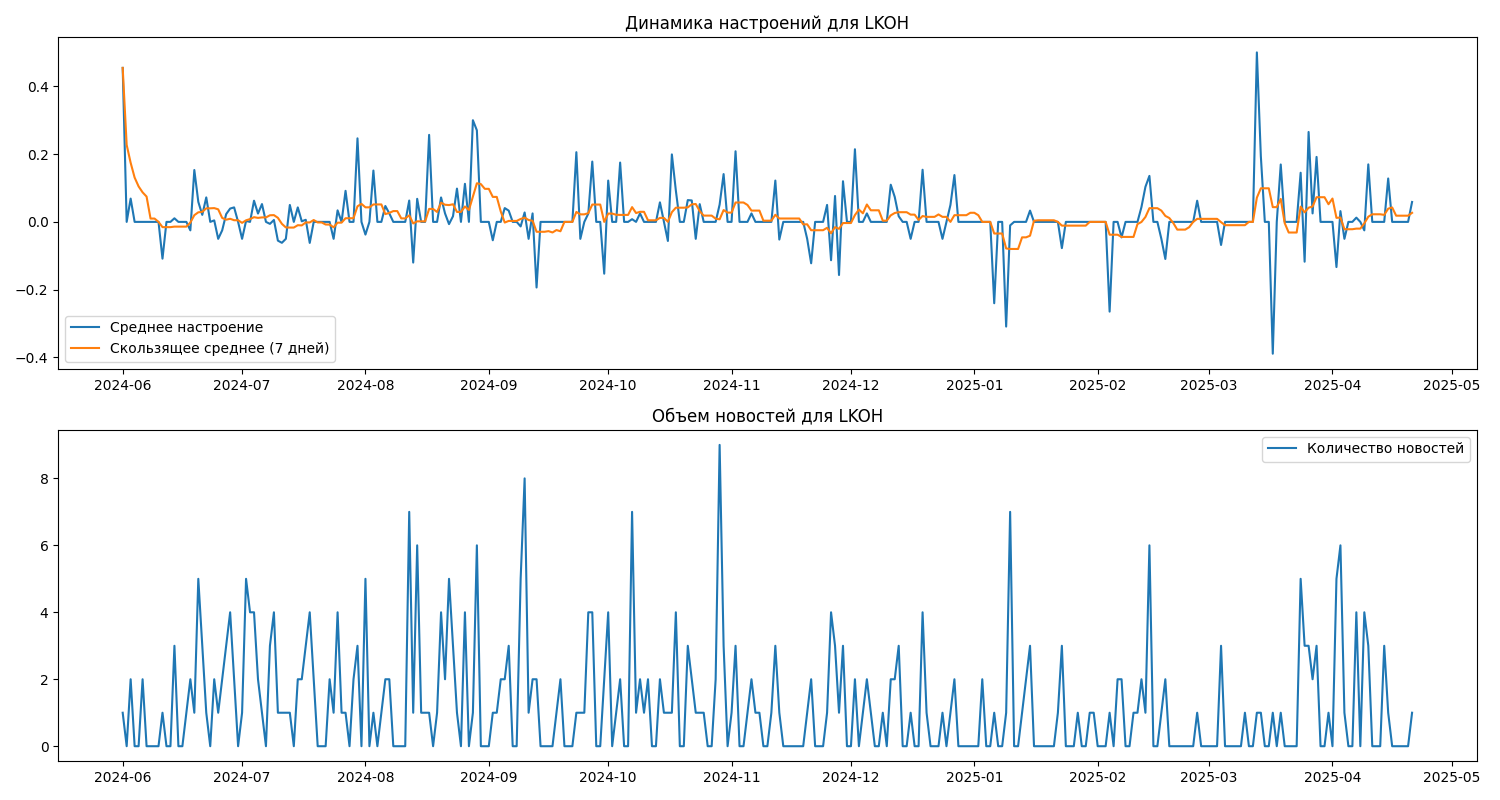 Динамика настроений для LKOH
0.4
0.2
0.0
−0.2
−0.4
Среднее настроение
Скользящее среднее (7 дней)
2024-06 2024-07 2024-08 2024-09 2024-10 2024-11 2024-12 2025-01 2025-02 2025-03 2025-04 2025-05
Объем новостей для LKOH
Количество новостей
8
6
4
2
0
2024-06 2024-07 2024-08 2024-09 2024-10 2024-11 2024-12 2025-01 2025-02 2025-03 2025-04 2025-05